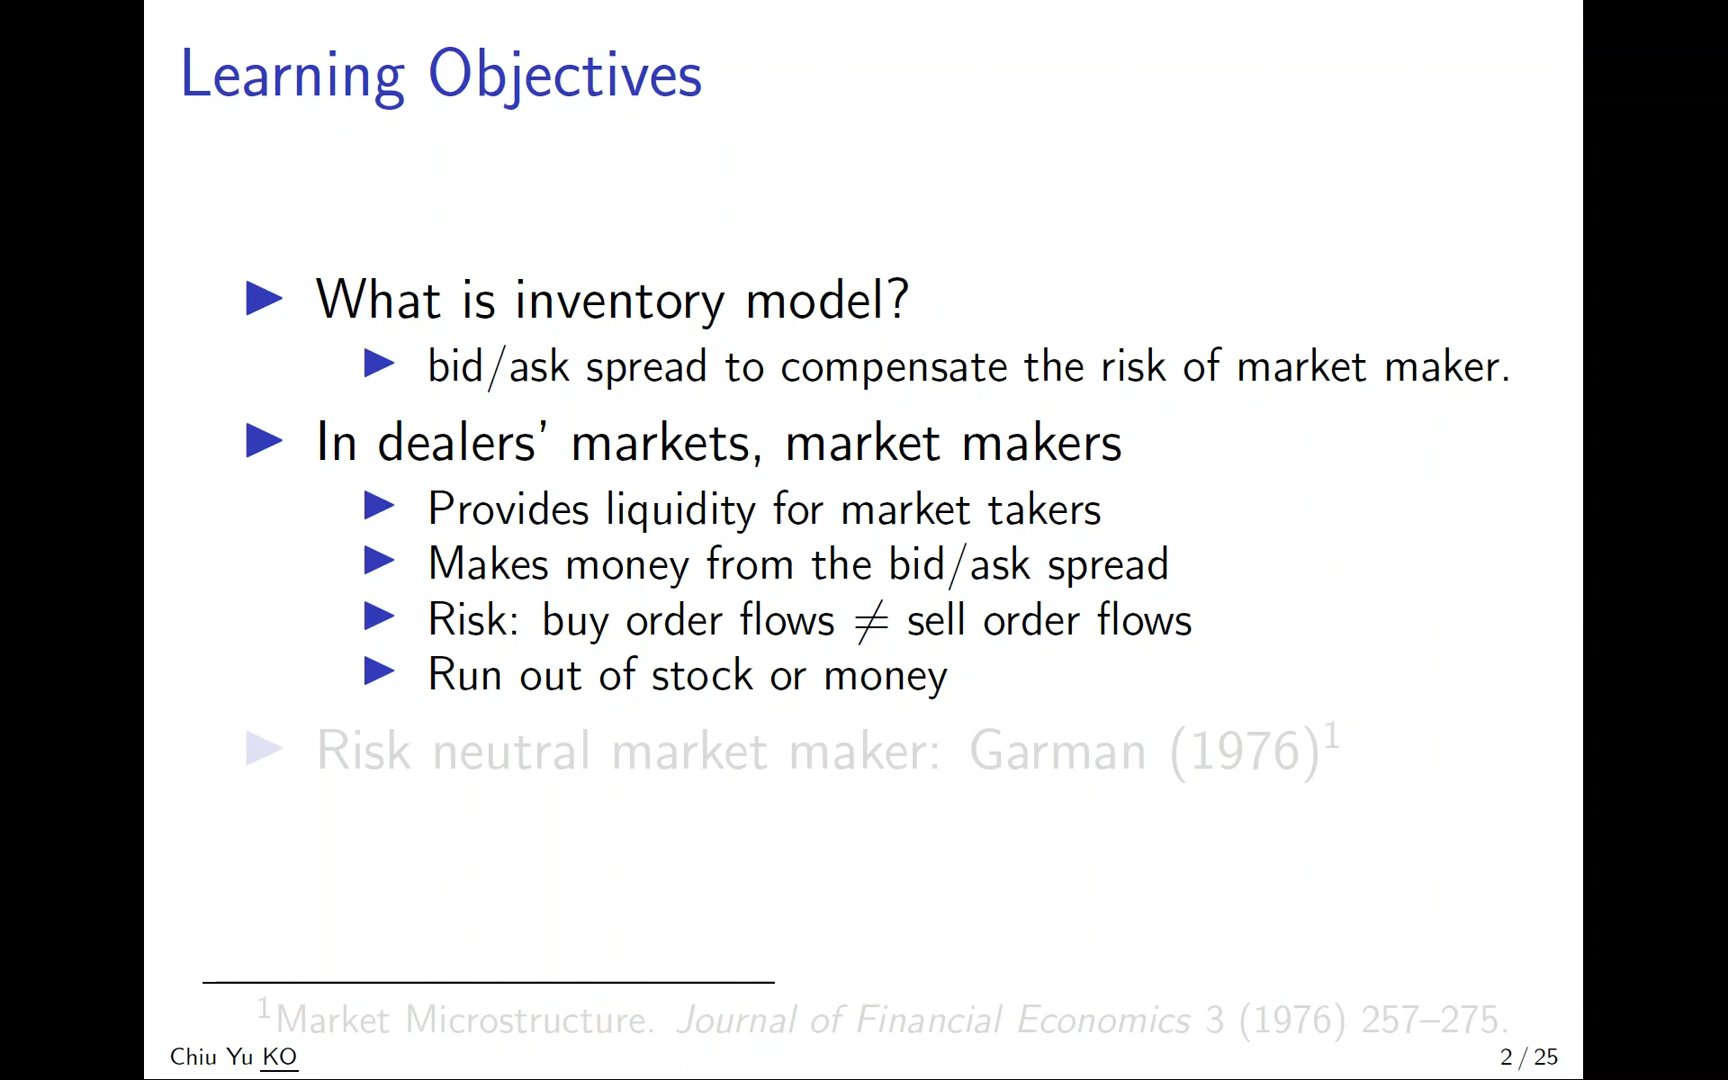 Learning Objectives
What is inventory model?
bid/ask spread to compensate the risk of market maker.
In dealers' markets, market makers
Provides liquidity for market takers
Makes money from the bid/ask spread
Risk: buy order flows ≠ sell order flows
Run out of stock or money
Risk neutral market maker: Garman (1976)¹
¹Market Microstructure. Journal of Financial Economics 3 (1976) 257–275.
Chiu Yu KO
2 / 25